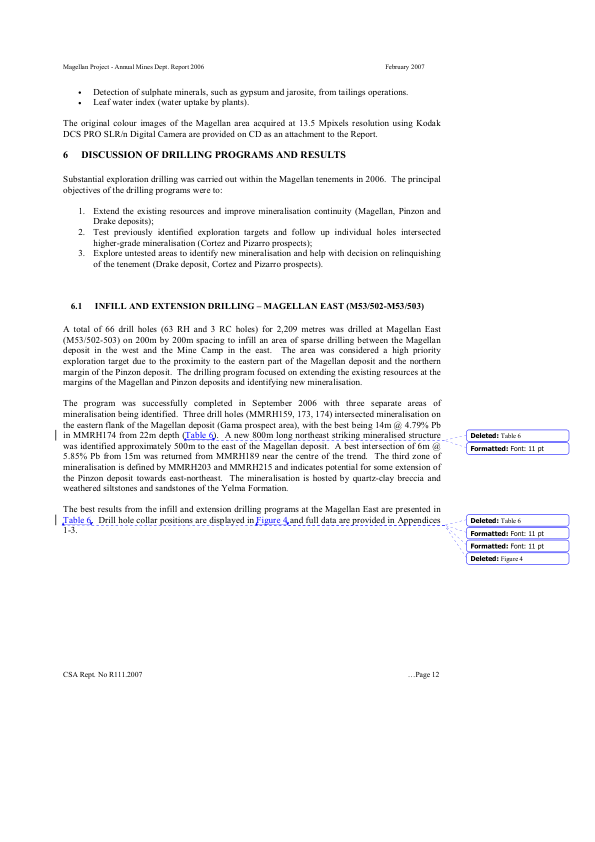 Magellan Project - Annual Mines Dept. Report 2006 February 2007
• Detection of sulphate minerals, such as gypsum and jarosite, from tailings operations.
• Leaf water index (water uptake by plants).
The original colour images of the Magellan area acquired at 13.5 Mpixels resolution using Kodak
DCS PRO SLR/n Digital Camera are provided on CD as an attachment to the Report.
6 DISCUSSION OF DRILLING PROGRAMS AND RESULTS
Substantial exploration drilling was carried out within the Magellan tenements in 2006. The principal
objectives of the drilling programs were to:
1. Extend the existing resources and improve mineralisation continuity (Magellan, Pinzon and
Drake deposits);
2. Test previously identified exploration targets and follow up individual holes intersected
higher-grade mineralisation (Cortez and Pizarro prospects);
3. Explore untested areas to identify new mineralisation and help with decision on relinquishing
of the tenement (Drake deposit, Cortez and Pizarro prospects).
6.1 INFILL AND EXTENSION DRILLING – MAGELLAN EAST (M53/502-M53/503)
A total of 66 drill holes (63 RH and 3 RC holes) for 2,209 metres was drilled at Magellan East
(M53/502-503) on 200m by 200m spacing to infill an area of sparse drilling between the Magellan
deposit in the west and the Mine Camp in the east. The area was considered a high priority
exploration target due to the proximity to the eastern part of the Magellan deposit and the northern
margin of the Pinzon deposit. The drilling program focused on extending the existing resources at the
margins of the Magellan and Pinzon deposits and identifying new mineralisation.
The program was successfully completed in September 2006 with three separate areas of
mineralisation being identified. Three drill holes (MMRH159, 173, 174) intersected mineralisation on
the eastern flank of the Magellan deposit (Gama prospect area), with the best being 14m @ 4.79% Pb
in MMRH174 from 22m depth (Table 6). A new 800m long northeast striking mineralised structure
was identified approximately 500m to the east of the Magellan deposit. A best intersection of 6m @
5.85% Pb from 15m was returned from MMRH189 near the centre of the trend. The third zone of
mineralisation is defined by MMRH203 and MMRH215 and indicates potential for some extension of
the Pinzon deposit towards east-northeast. The mineralisation is hosted by quartz-clay breccia and
weathered siltstones and sandstones of the Yelma Formation.
The best results from the infill and extension drilling programs at the Magellan East are presented in
Table 6. Drill hole collar positions are displayed in Figure 4 and full data are provided in Appendices
1-3.
Deleted: Table 6
Formatted: Font: 11 pt
Deleted: Table 6
Formatted: Font: 11 pt
Formatted: Font: 11 pt
Deleted: Figure 4
CSA Rept. No R111.2007 …Page 12